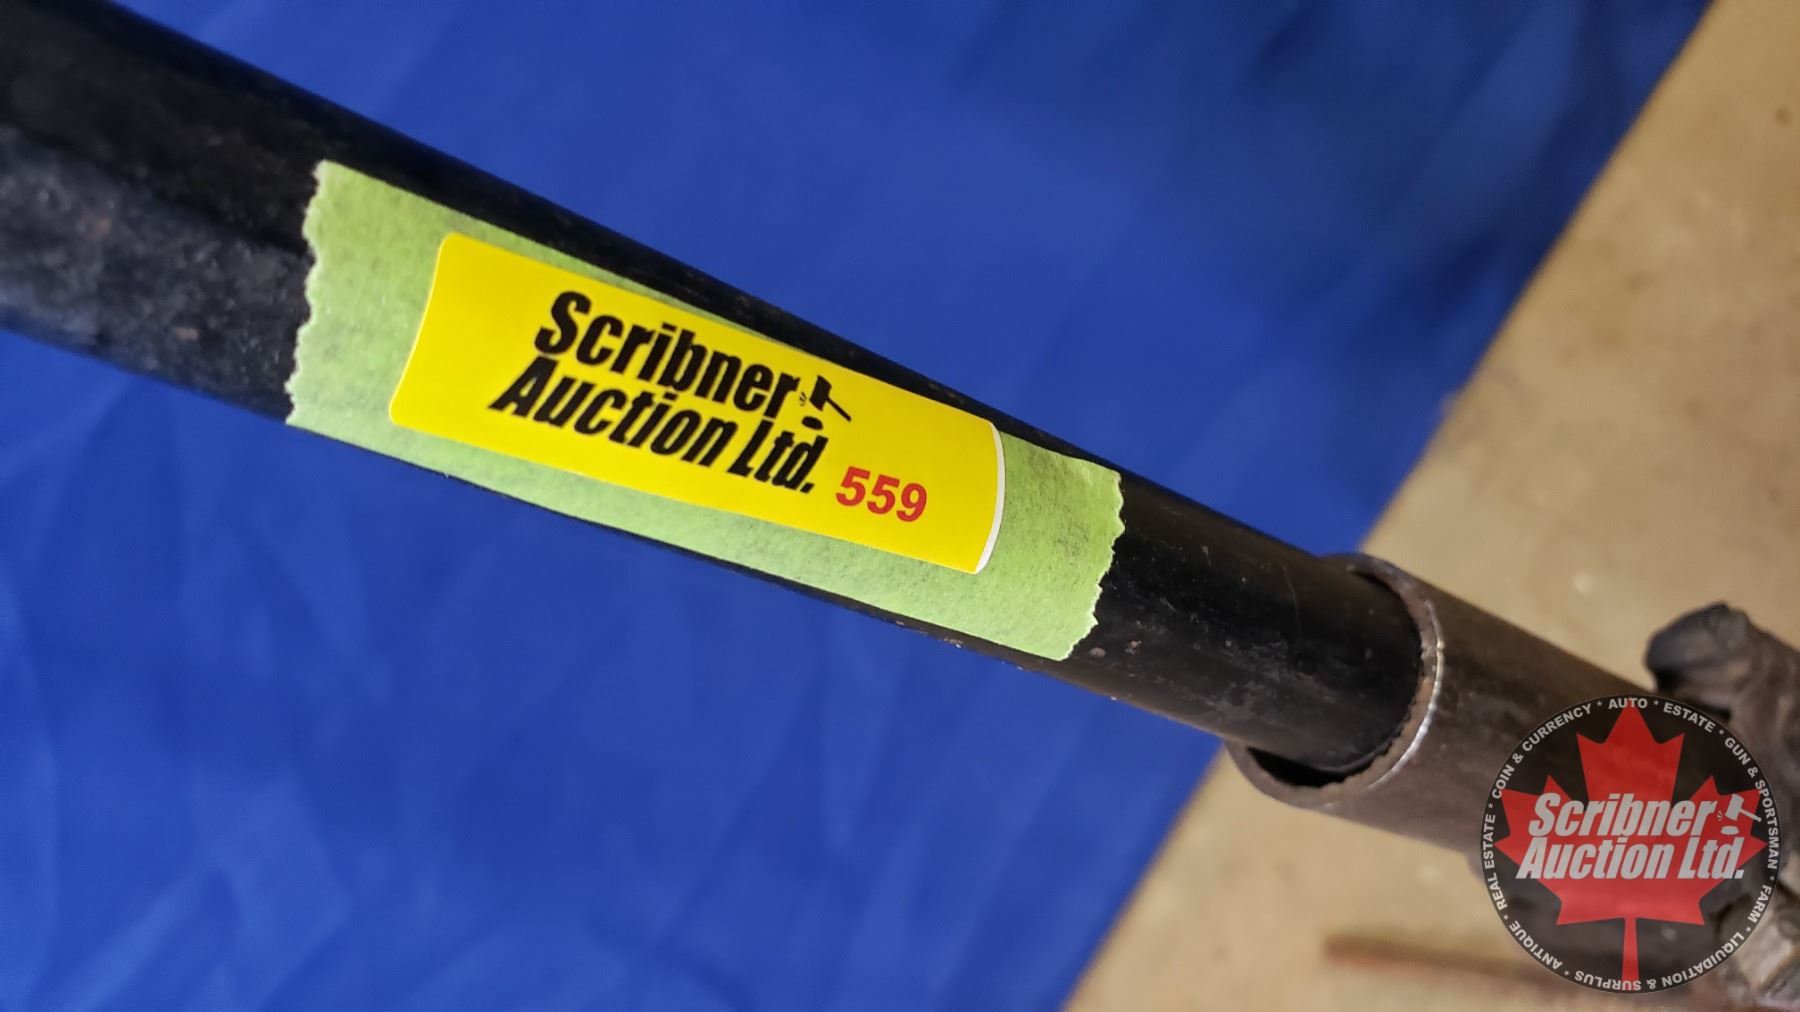 Scribner
Auction Ltd.
559
COIN & CURRENCY * AUTO * ESTATE * GUN & SPORTSMAN * FARM * LIQUIDATION & SURPLUS * ANTIQUE * REAL ESTATE *
Scribner
Auction Ltd.